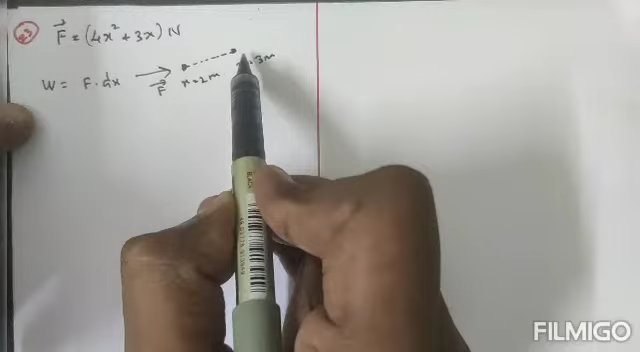 F⃗ = (4x² + 3x) N
W = F . dx
F⃗
x=2m
3m
FILMIGO